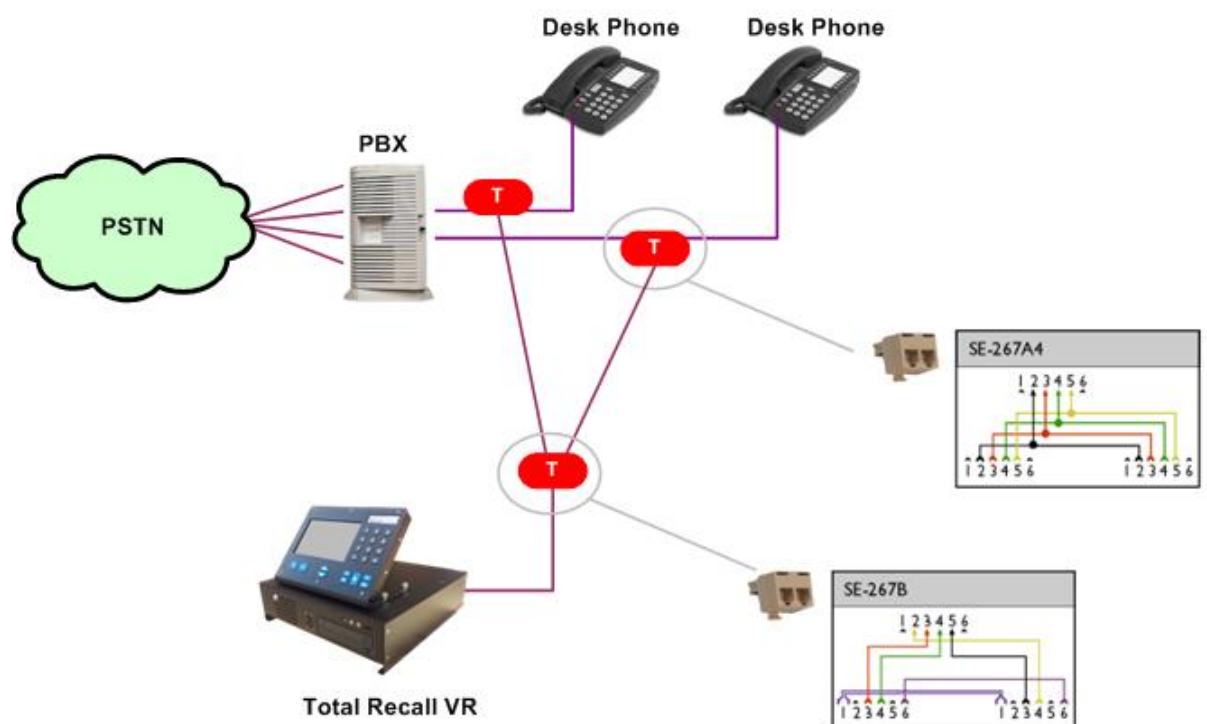 Desk Phone
Desk Phone
PBX
PSTN
T
T
T
SE-267A4
1 2 3 4 5 6
1 2 3 4 5 6
1 2 3 4 5 6
SE-267B
1 2 3 4 5 6
1 2 3 4 5 6
1 2 3 4 5 6
Total Recall VR